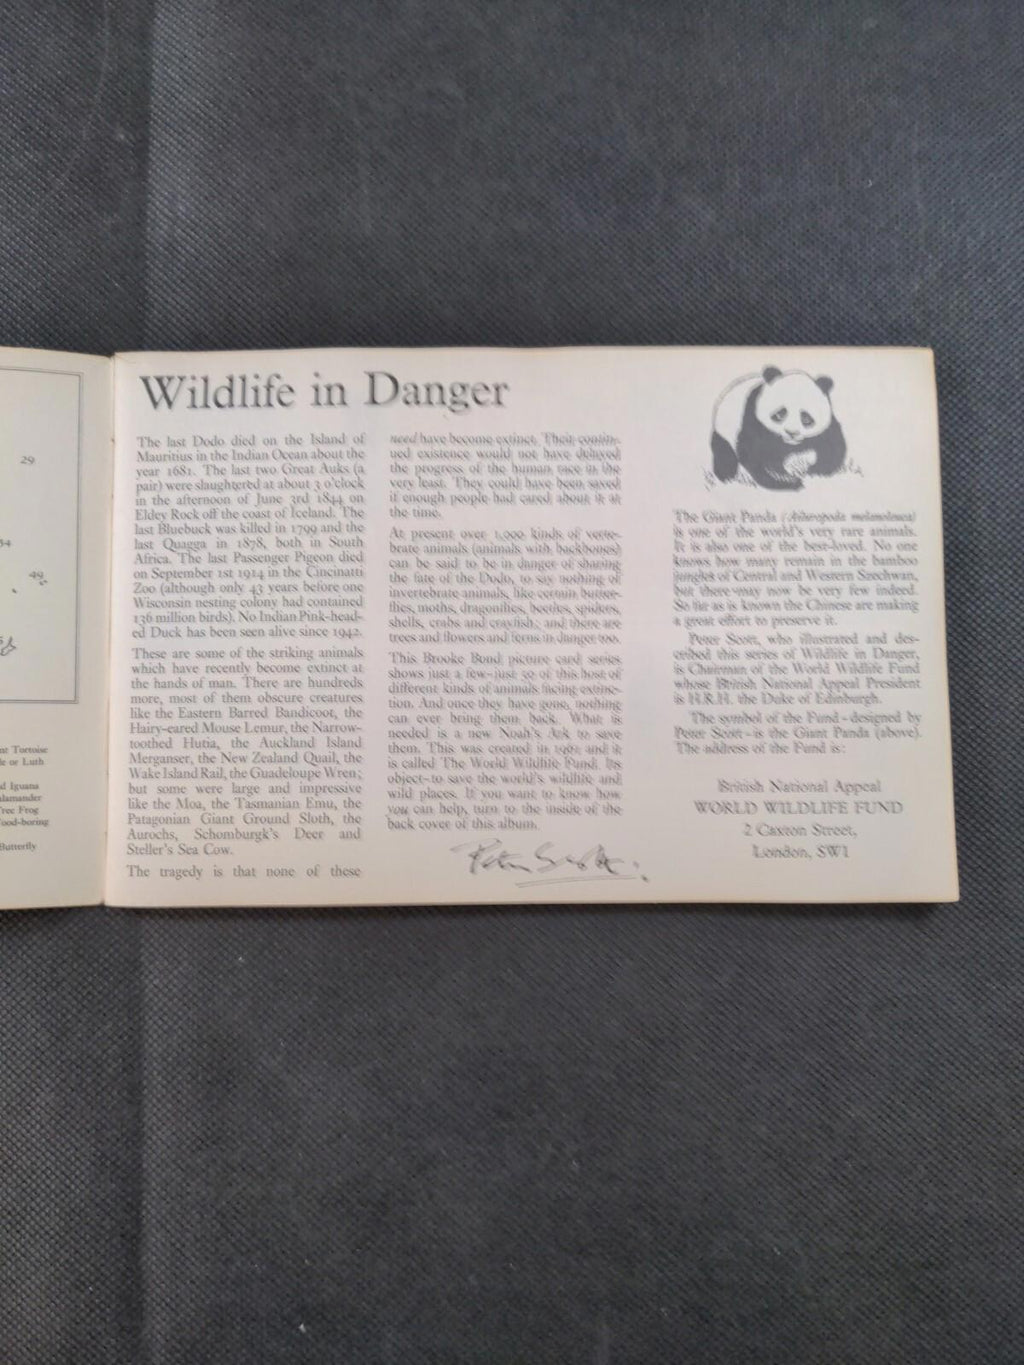 29
34
49
nt Tortoise
le or Luth
d Iguana
alamander
Tree Frog
ood-boring
Butterfly
Wildlife in Danger
The last Dodo died on the Island of
Mauritius in the Indian Ocean about the
year 1681. The last two Great Auks (a
pair) were slaughtered at about 3 o'clock
in the afternoon of June 3rd 1844 on
Eldey Rock off the coast of Iceland. The
last Bluebuck was killed in 1799 and the
last Quagga in 1878, both in South
Africa. The last Passenger Pigeon died
on September 1st 1914 in the Cincinatti
Zoo (although only 43 years before one
Wisconsin nesting colony had contained
136 million birds). No Indian Pink-head-
ed Duck has been seen alive since 1942.
These are some of the striking animals
which have recently become extinct at
the hands of man. There are hundreds
more, most of them obscure creatures
like the Eastern Barred Bandicoot, the
Hairy-eared Mouse Lemur, the Narrow-
toothed Hutia, the Auckland Island
Merganser, the New Zealand Quail, the
Wake Island Rail, the Guadeloupe Wren;
but some were large and impressive
like the Moa, the Tasmanian Emu, the
Patagonian Giant Ground Sloth, the
Aurochs, Schomburgk's Deer and
Steller's Sea Cow.
The tragedy is that none of these
need have become extinct. Their contin-
ued existence would not have delayed
the progress of the human race in the
very least. They could have been saved
if enough people had cared about it at
the time.
At present over 1,000 kinds of verte-
brate animals (animals with backbones)
can be said to be in danger of sharing
the fate of the Dodo, to say nothing of
invertebrate animals, like certain butter-
flies, moths, dragonflies, beetles, spiders,
shells, crabs and crayfish; and there are
trees and flowers and ferns in danger too.
This Brooke Bond picture card series
shows just a few–just 50 of this host of
different kinds of animals facing extinc-
tion. And once they have gone, nothing
can ever bring them back. What is
needed is a new Noah's Ark to save
them. This was created in 1961 and it
is called The World Wildlife Fund. Its
object–to save the world's wildlife and
wild places. If you want to know how
you can help, turn to the inside of the
back cover of this album.
Peter Scott.
The Giant Panda (Ailuropoda melanoleuca)
is one of the world's very rare animals.
It is also one of the best-loved. No one
knows how many remain in the bamboo
jungles of Central and Western Szechwan,
but there may now be very few indeed.
So far as is known the Chinese are making
a great effort to preserve it.
Peter Scott, who illustrated and des-
cribed this series of Wildlife in Danger,
is Chairman of the World Wildlife Fund
whose British National Appeal President
is H.R.H. the Duke of Edinburgh.
The symbol of the Fund–designed by
Peter Scott–is the Giant Panda (above).
The address of the Fund is:
British National Appeal
WORLD WILDLIFE FUND
2 Caxton Street,
London, SW1